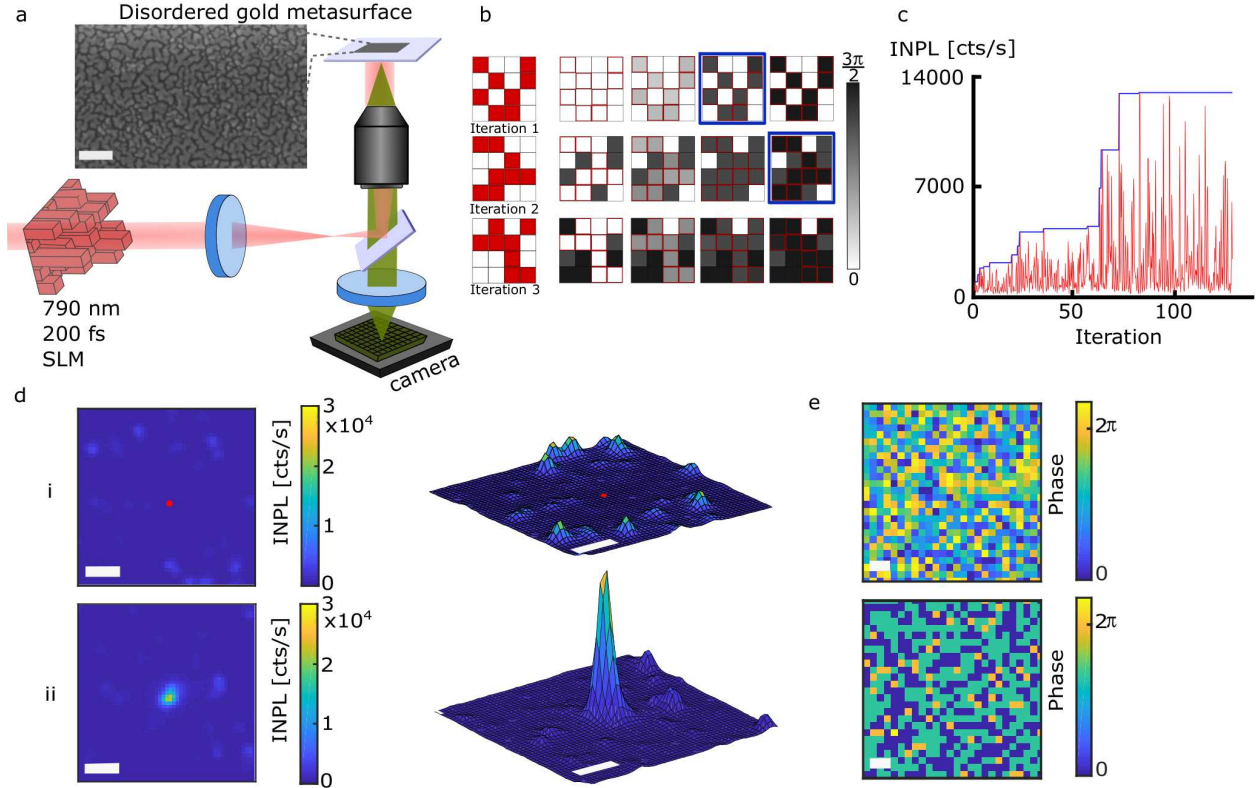 a
Disordered gold metasurface
790 nm
200 fs
SLM
camera
b
Iteration 1
Iteration 2
Iteration 3
3π
2
0
c
INPL [cts/s]
14000
7000
0
0
50
100
Iteration
d
i
3
×10⁴
2
1
0
INPL [cts/s]
ii
3
×10⁴
2
1
0
INPL [cts/s]
e
2π
0
Phase
2π
0
Phase